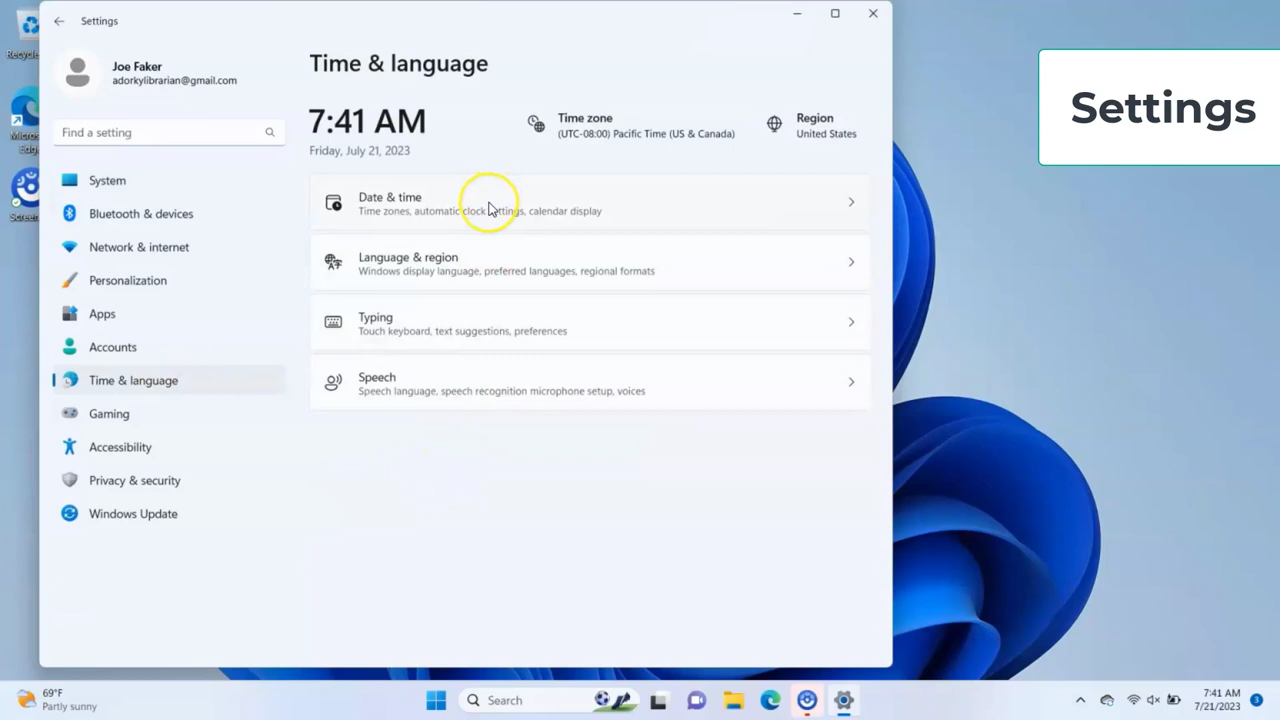 Settings
Joe Faker
adorkylibrarian@gmail.com
Find a setting
System
Bluetooth & devices
Network & internet
Personalization
Apps
Accounts
Time & language
Gaming
Accessibility
Privacy & security
Windows Update
Time & language
7:41 AM
Friday, July 21, 2023
Time zone
(UTC-08:00) Pacific Time (US & Canada)
Region
United States
Date & time
Time zones, automatic clock settings, calendar display
Language & region
Windows display language, preferred languages, regional formats
Typing
Touch keyboard, text suggestions, preferences
Speech
Speech language, speech recognition microphone setup, voices
Settings
Recycle
Micros
Edg
Screen
69°F
Partly sunny
Search
7:41 AM
7/21/2023
3